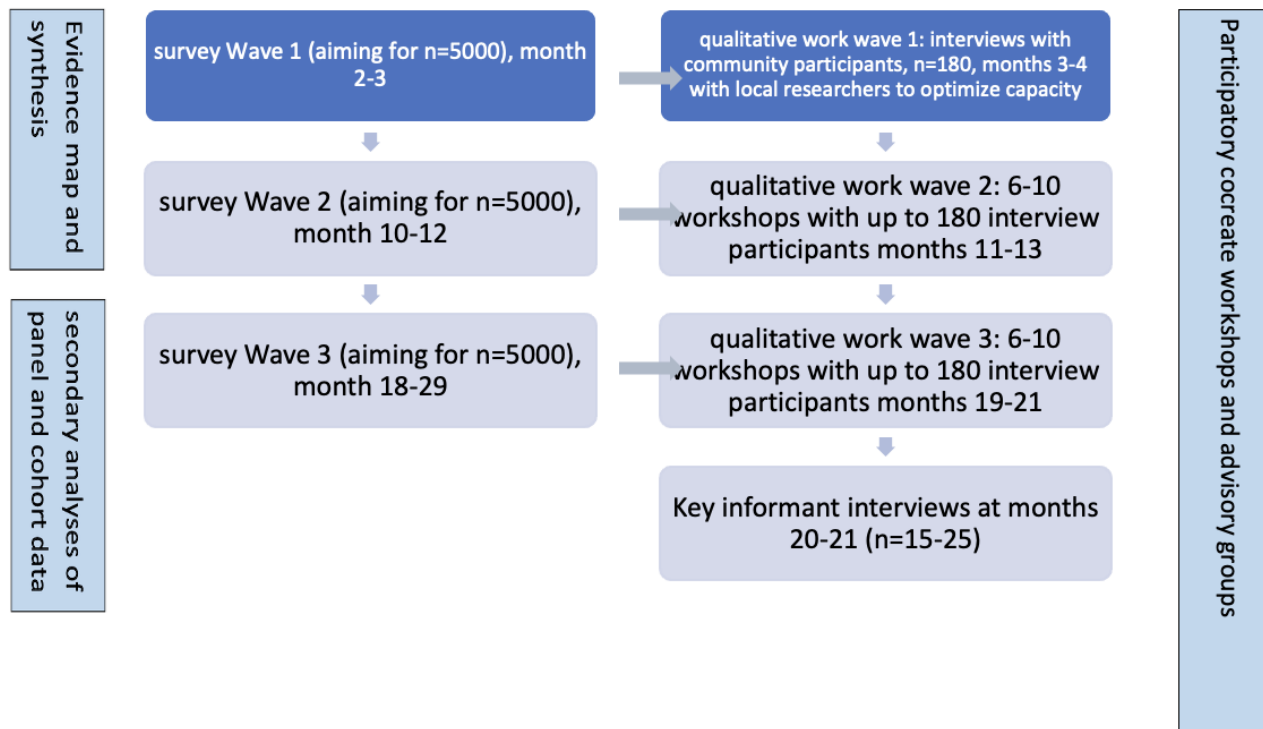 Evidence map and
synthesis
survey Wave 1 (aiming for n=5000), month
2-3
qualitative work wave 1: interviews with
community participants, n=180, months 3-4
with local researchers to optimize capacity
survey Wave 2 (aiming for n=5000),
month 10-12
qualitative work wave 2: 6-10
workshops with up to 180 interview
participants months 11-13
secondary analyses of
panel and cohort data
survey Wave 3 (aiming for n=5000),
month 18-29
qualitative work wave 3: 6-10
workshops with up to 180 interview
participants months 19-21
Key informant interviews at months
20-21 (n=15-25)
Participatory cocreate workshops and advisory groups